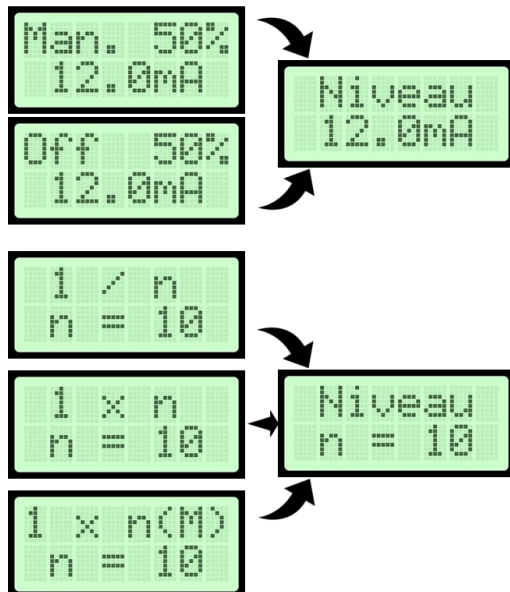 Man. 50%
12.0mA
Niveau
12.0mA
Off 50%
12.0mA
1 / n
n = 10
1 x n
n = 10
Niveau
n = 10
1 x n(M)
n = 10